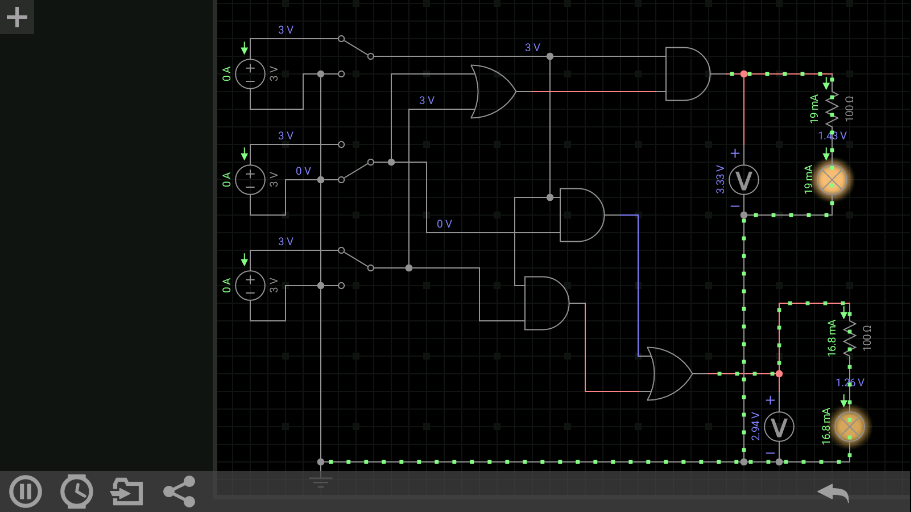 3 V
0 A
3 V
3 V
3 V
3 V
0 V
0 A
3 V
0 V
3 V
0 A
3 V
19 mA
100 Ω
1.43 V
+
V
3.33 V
19 mA
16.8 mA
100 Ω
1.26 V
+
V
2.94 V
16.8 mA